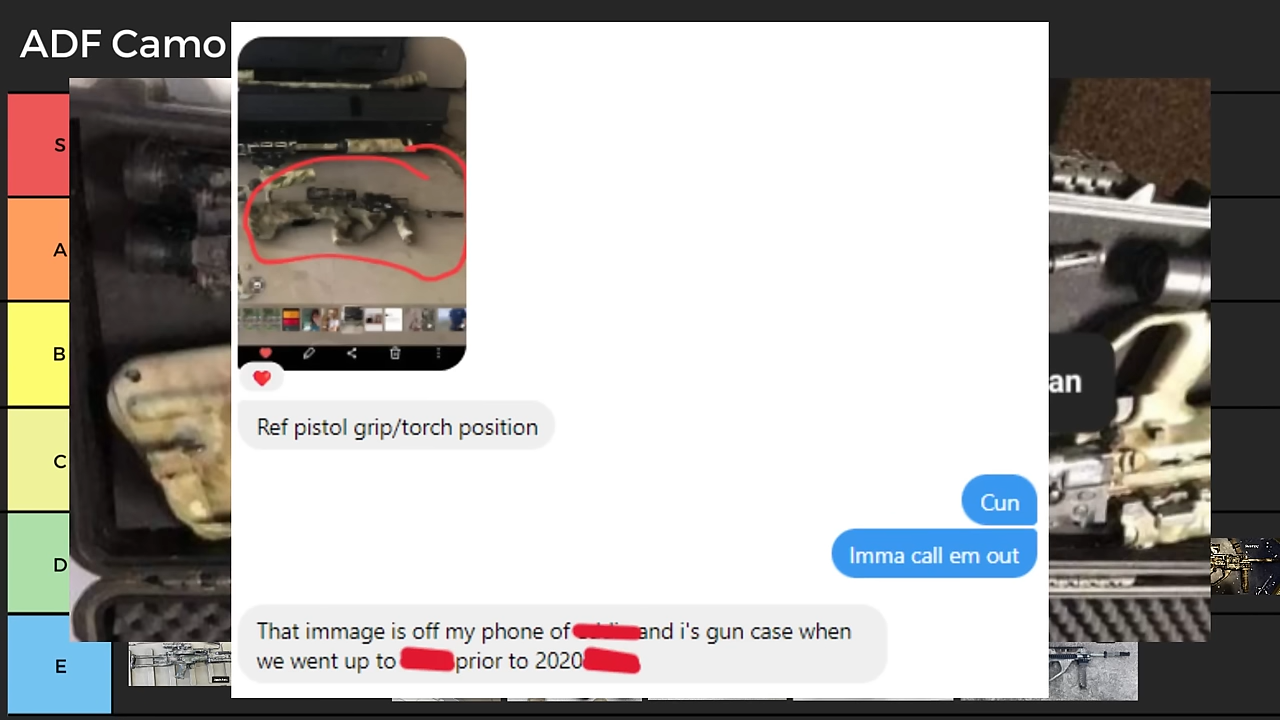 ADF Camo
S
A
B
C
D
E
an
Ref pistol grip/torch position
Cun
Imma call em out
That immage is off my phone of and i's gun case when
we went up to prior to 2020